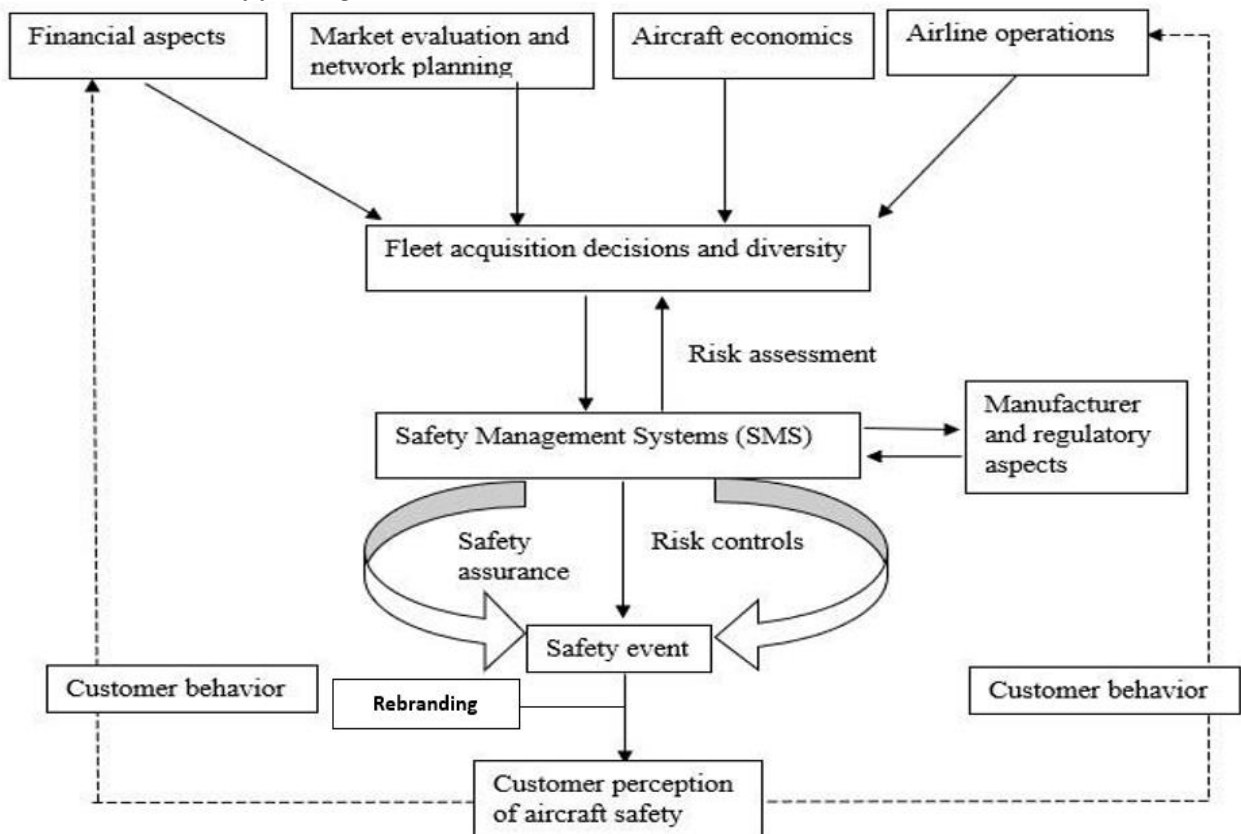 Financial aspects
Market evaluation and
network planning
Aircraft economics
Airline operations
Fleet acquisition decisions and diversity
Risk assessment
Safety Management Systems (SMS)
Manufacturer
and regulatory
aspects
Safety
assurance
Risk controls
Safety event
Customer behavior
Rebranding
Customer behavior
Customer perception
of aircraft safety